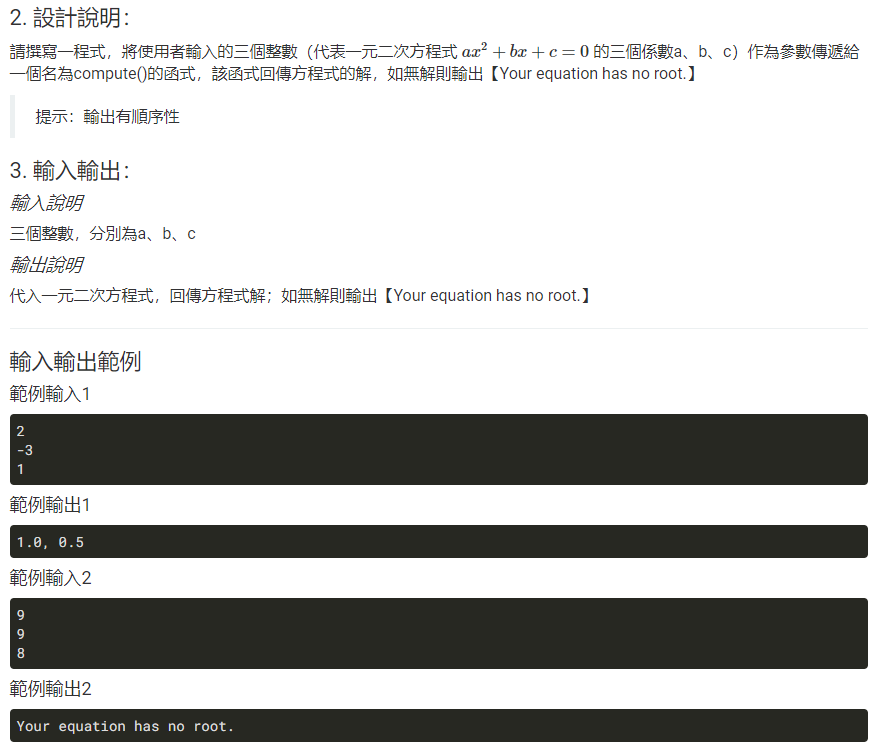 2. 設計說明：
請撰寫一程式，將使用者輸入的三個整數（代表一元二次方程式 ax² + bx + c = 0 的三個係數a、b、c）作為參數傳遞給
一個名為compute()的函式，該函式回傳方程式的解，如無解則輸出【Your equation has no root.】
提示：輸出有順序性
3. 輸入輸出：
輸入說明
三個整數，分別為a、b、c
輸出說明
代入一元二次方程式，回傳方程式解；如無解則輸出【Your equation has no root.】
輸入輸出範例
範例輸入1
2
-3
1
範例輸出1
1.0, 0.5
範例輸入2
9
9
8
範例輸出2
Your equation has no root.